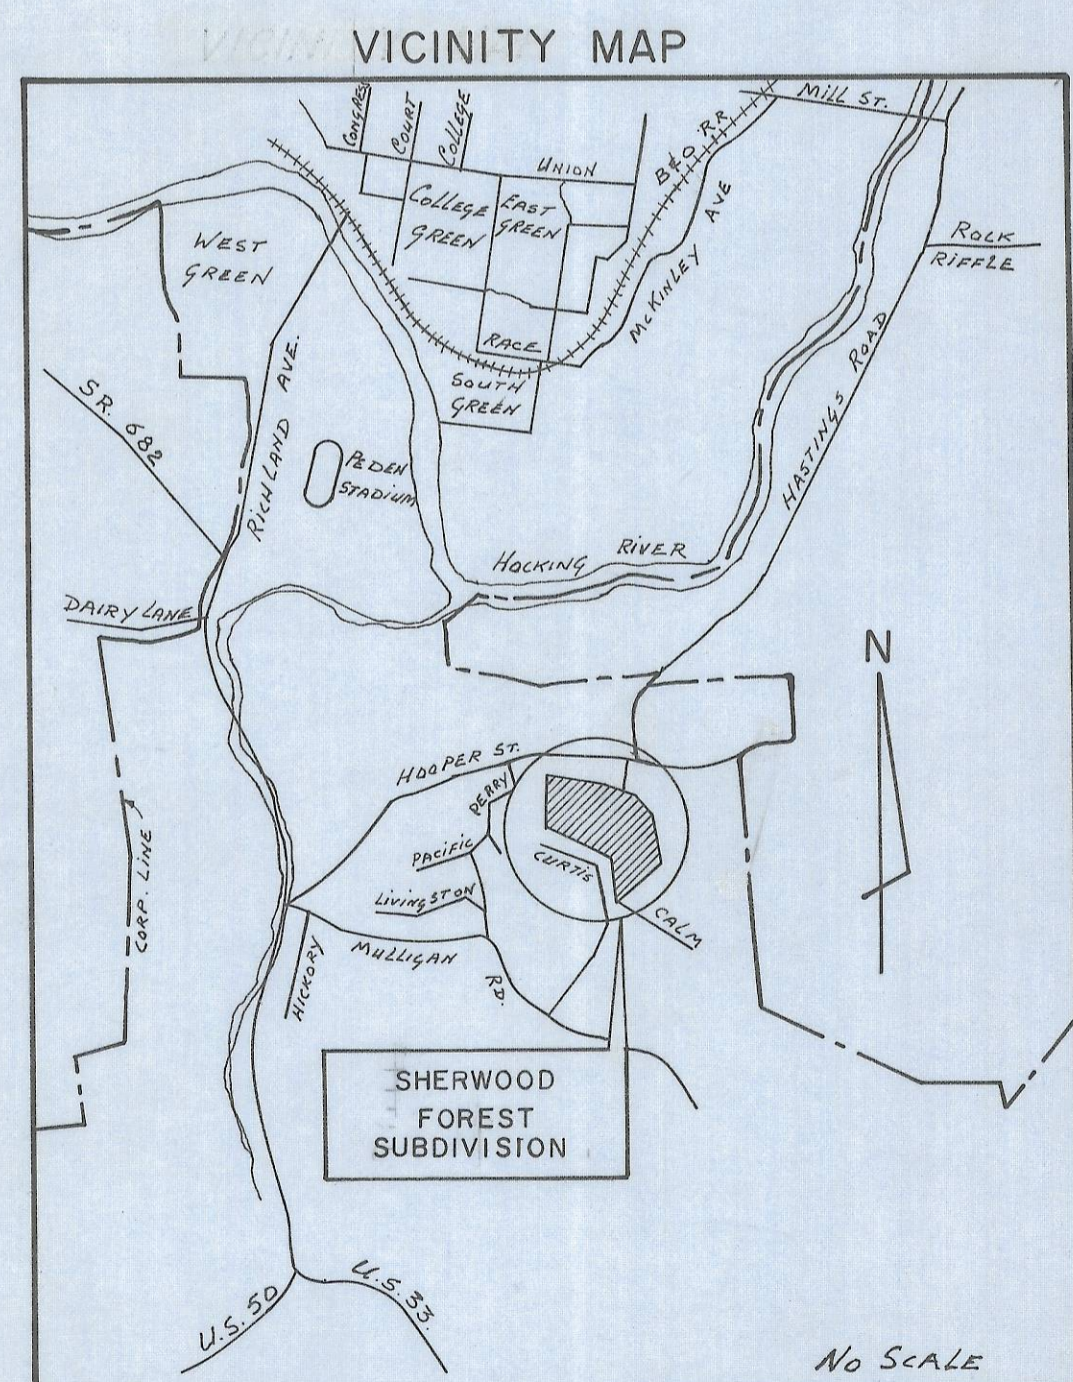 VICINITY MAP
MILL ST.
CONGRESS
COURT
COLLEGE
UNION
B&O RR
COLLEGE
GREEN
EAST
GREEN
McKINLEY AVE
WEST
GREEN
ROCK
RIFFLE
RACE
SOUTH
GREEN
HASTINGS ROAD
SR. 682
RICHLAND AVE.
PEDEN
STADIUM
HOCKING RIVER
DAIRY LANE
N
HOOPER ST.
PERRY
PACIFIC
CURTIS
LIVINGSTON
CALM
CORP. LINE
HICKORY
MULLIGAN RD.
SHERWOOD
FOREST
SUBDIVISION
U.S. 50
U.S. 33.
NO SCALE